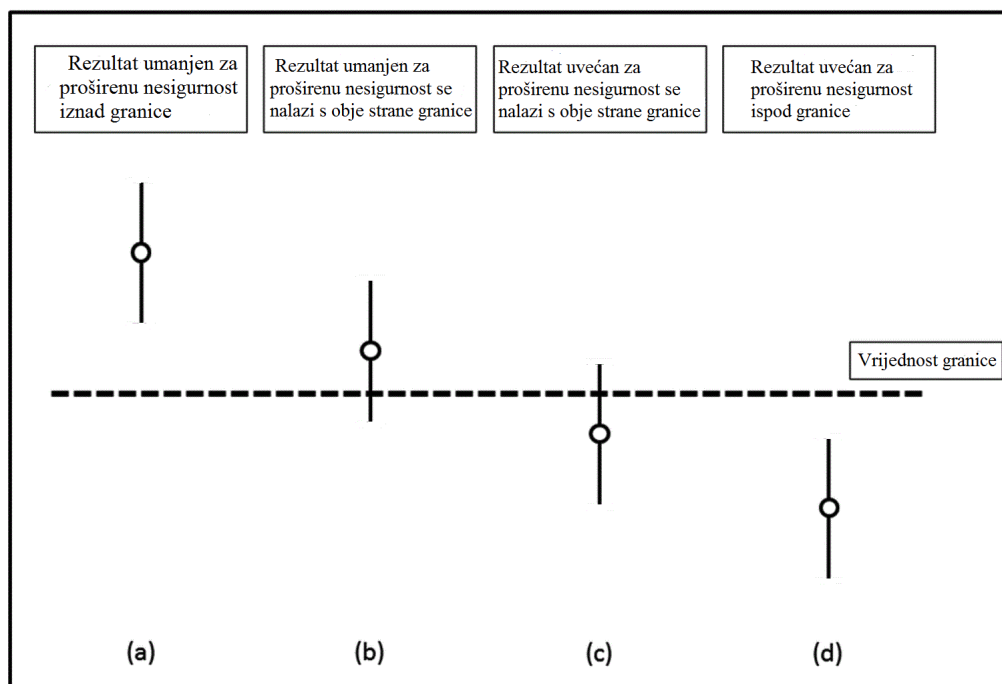 Rezultat umanjen za
proširenu nesigurnost
iznad granice
Rezultat umanjen za
proširenu nesigurnost se
nalazi s obje strane granice
Rezultat uvećan za
proširenu nesigurnost se
nalazi s obje strane granice
Rezultat uvećan za
proširenu nesigurnost
ispod granice
Vrijednost granice
(a)
(b)
(c)
(d)